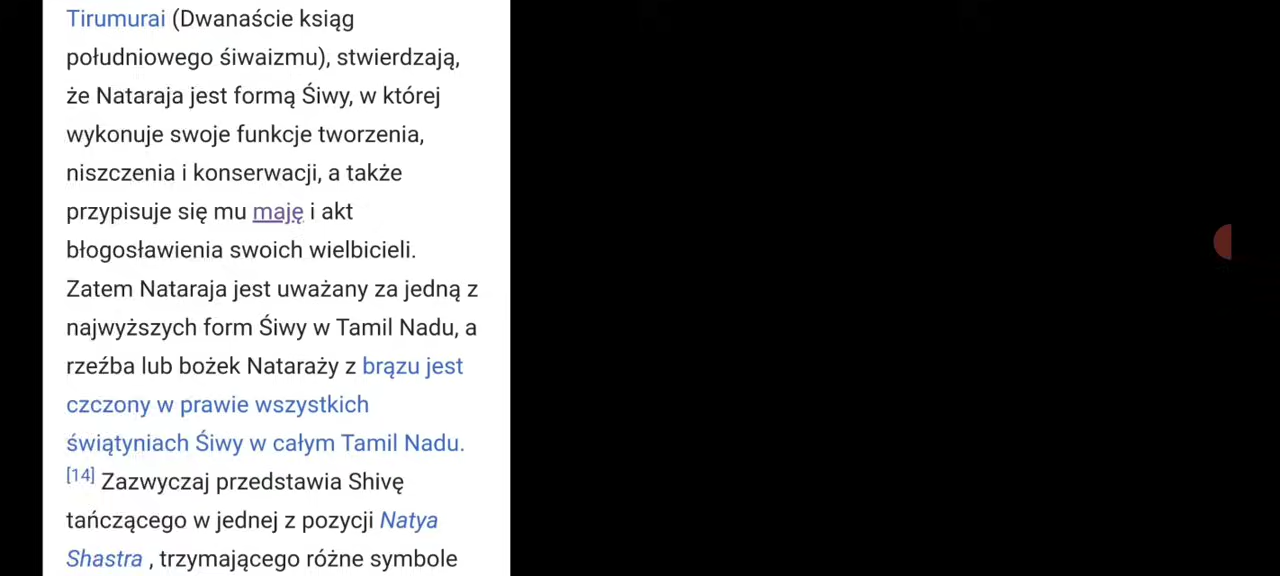 Tirumurai (Dwanaście ksiąg
południowego śiwaizmu), stwierdzają,
że Nataraja jest formą Śiwy, w której
wykonuje swoje funkcje tworzenia,
niszczenia i konserwacji, a także
przypisuje się mu maję i akt
błogosławienia swoich wielbicieli.
Zatem Nataraja jest uważany za jedną z
najwyższych form Śiwy w Tamil Nadu, a
rzeźba lub bożek Nataraży z brązu jest
czczony w prawie wszystkich
świątyniach Śiwy w całym Tamil Nadu.
[14] Zazwyczaj przedstawia Shivę
tańczącego w jednej z pozycji Natya
Shastra , trzymającego różne symbole